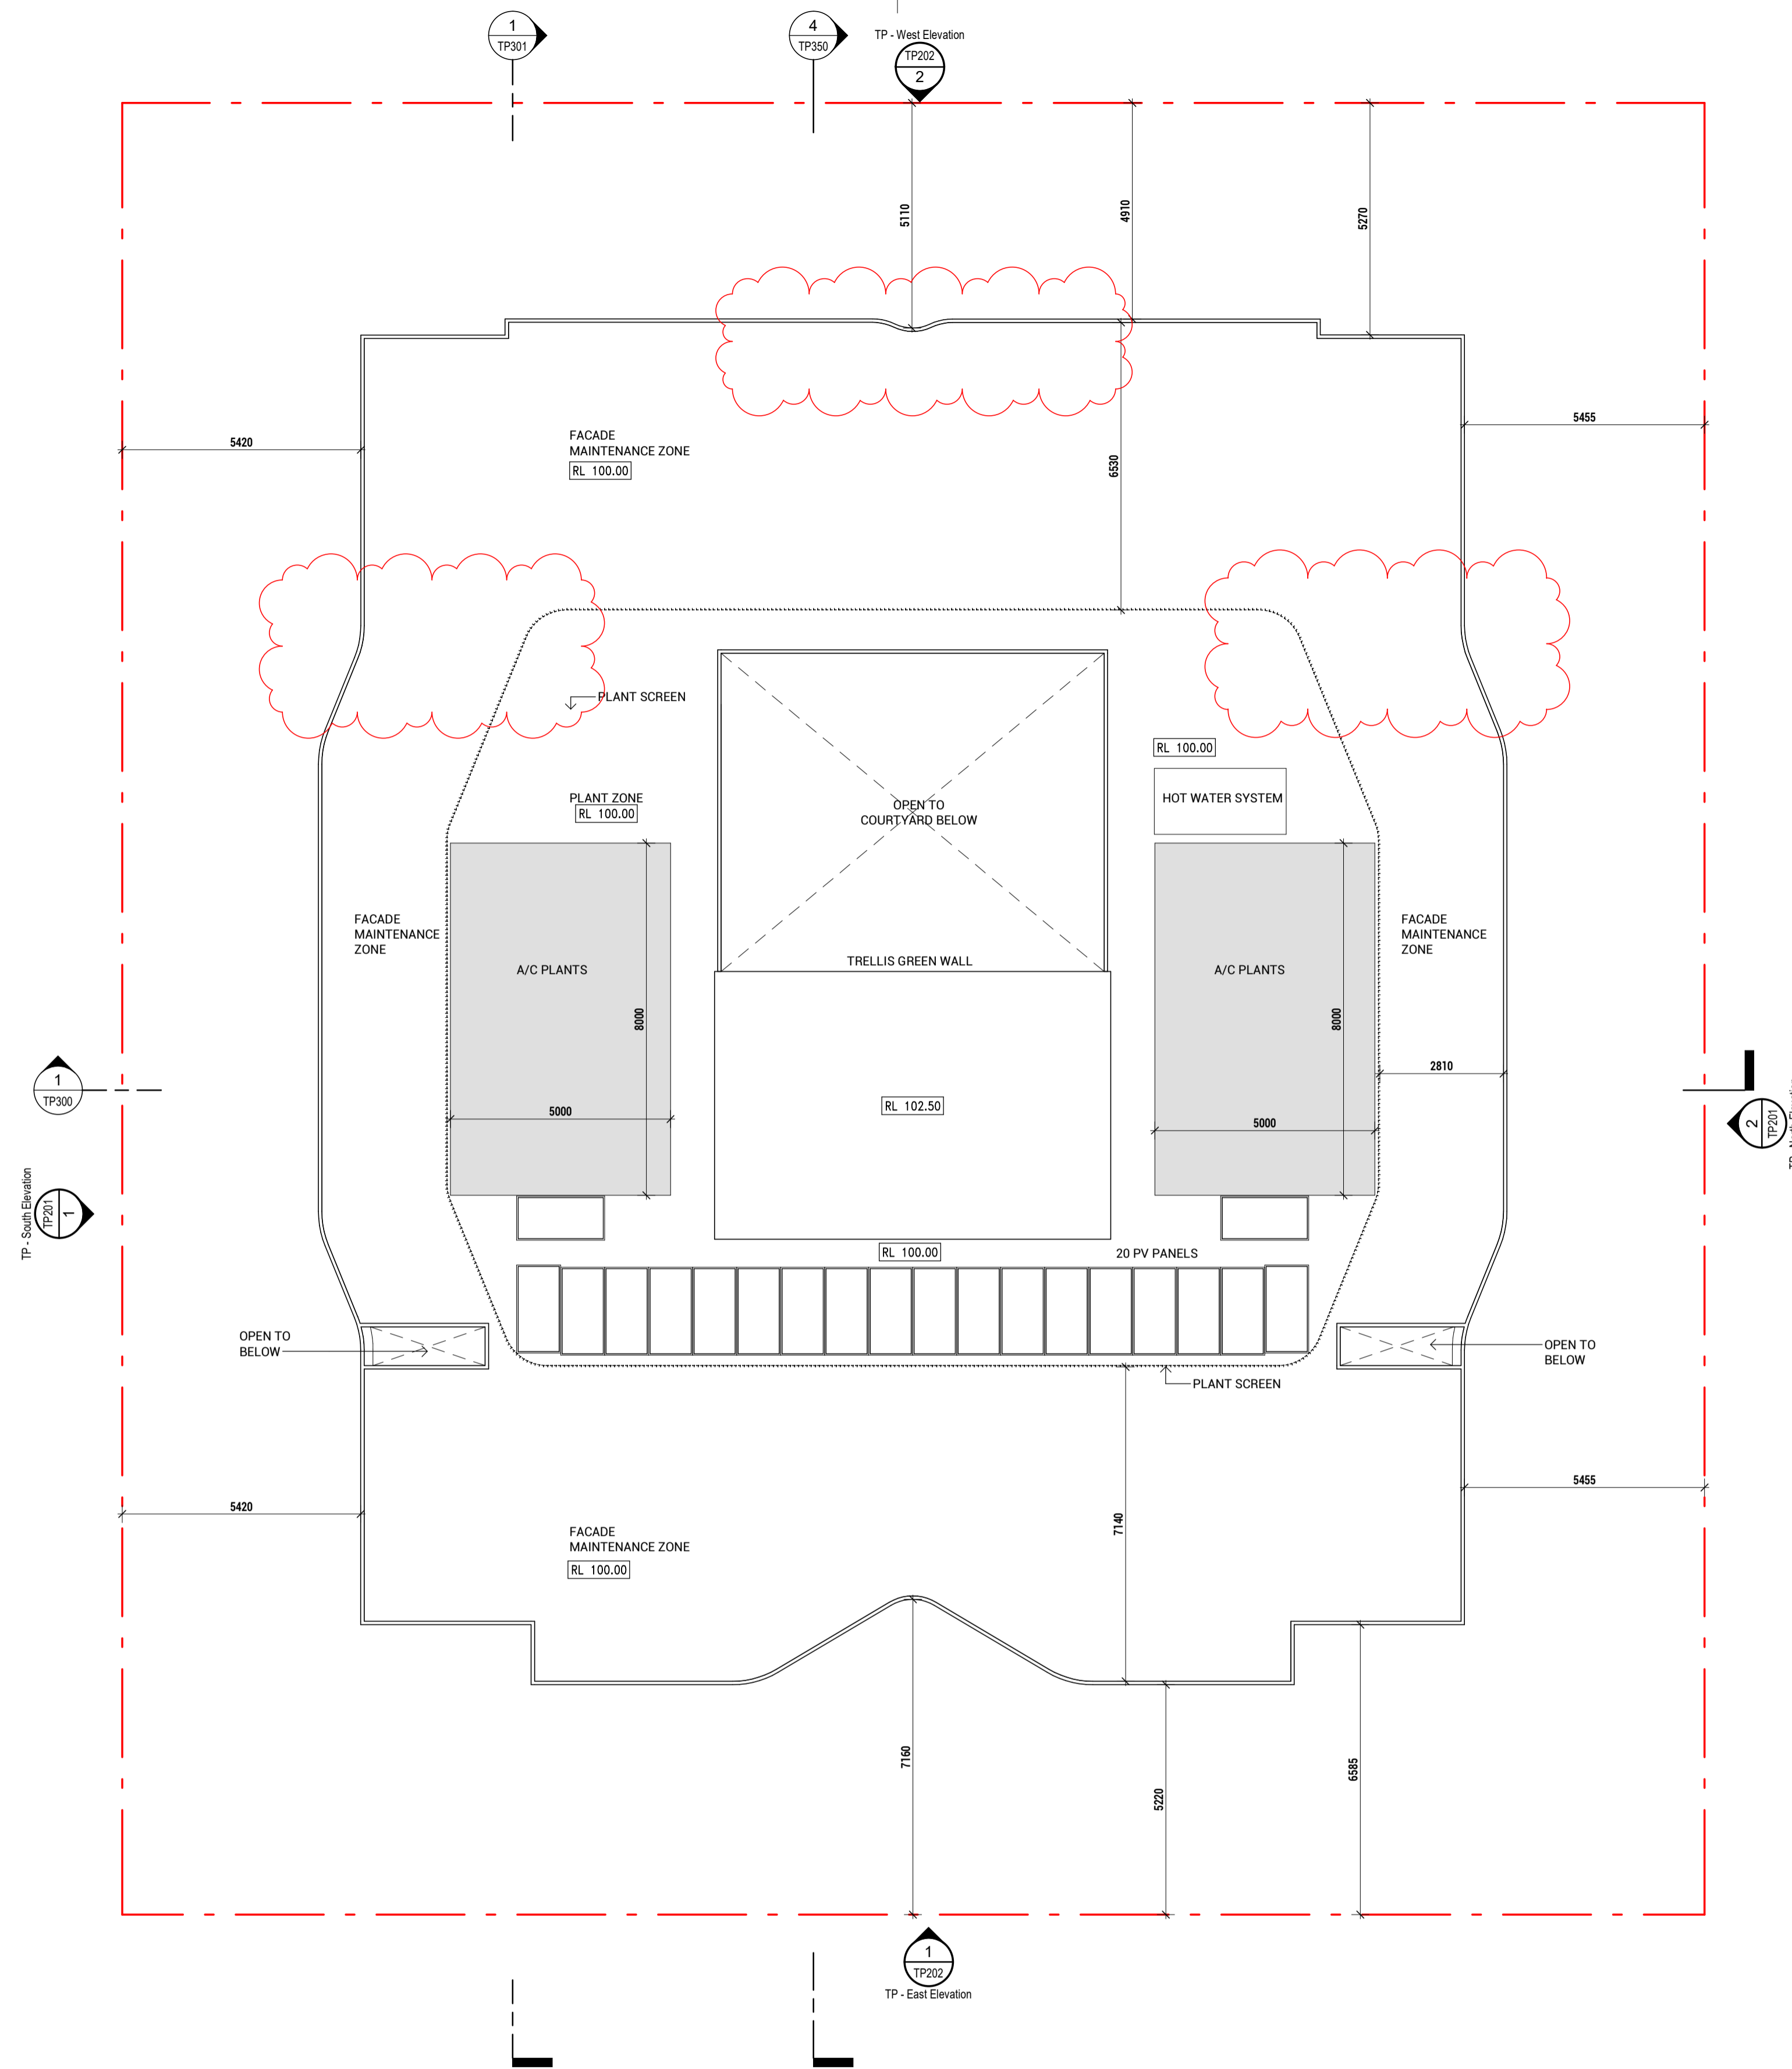 1
TP301
4
TP350
TP - West Elevation
TP202
2
5110
4910
5270
5420
5455
FACADE
MAINTENANCE ZONE
RL 100.00
6530
PLANT SCREEN
RL 100.00
PLANT ZONE
RL 100.00
HOT WATER SYSTEM
OPEN TO
COURTYARD BELOW
FACADE
MAINTENANCE
ZONE
FACADE
MAINTENANCE
ZONE
A/C PLANTS
TRELLIS GREEN WALL
A/C PLANTS
8000
8000
2810
1
TP300
5000
RL 102.50
5000
2
TP201
TP - South Elevation
TP201
1
RL 100.00
20 PV PANELS
OPEN TO
BELOW
OPEN TO
BELOW
PLANT SCREEN
5420
5455
7140
FACADE
MAINTENANCE ZONE
RL 100.00
7160
5220
6585
1
TP202
TP - East Elevation